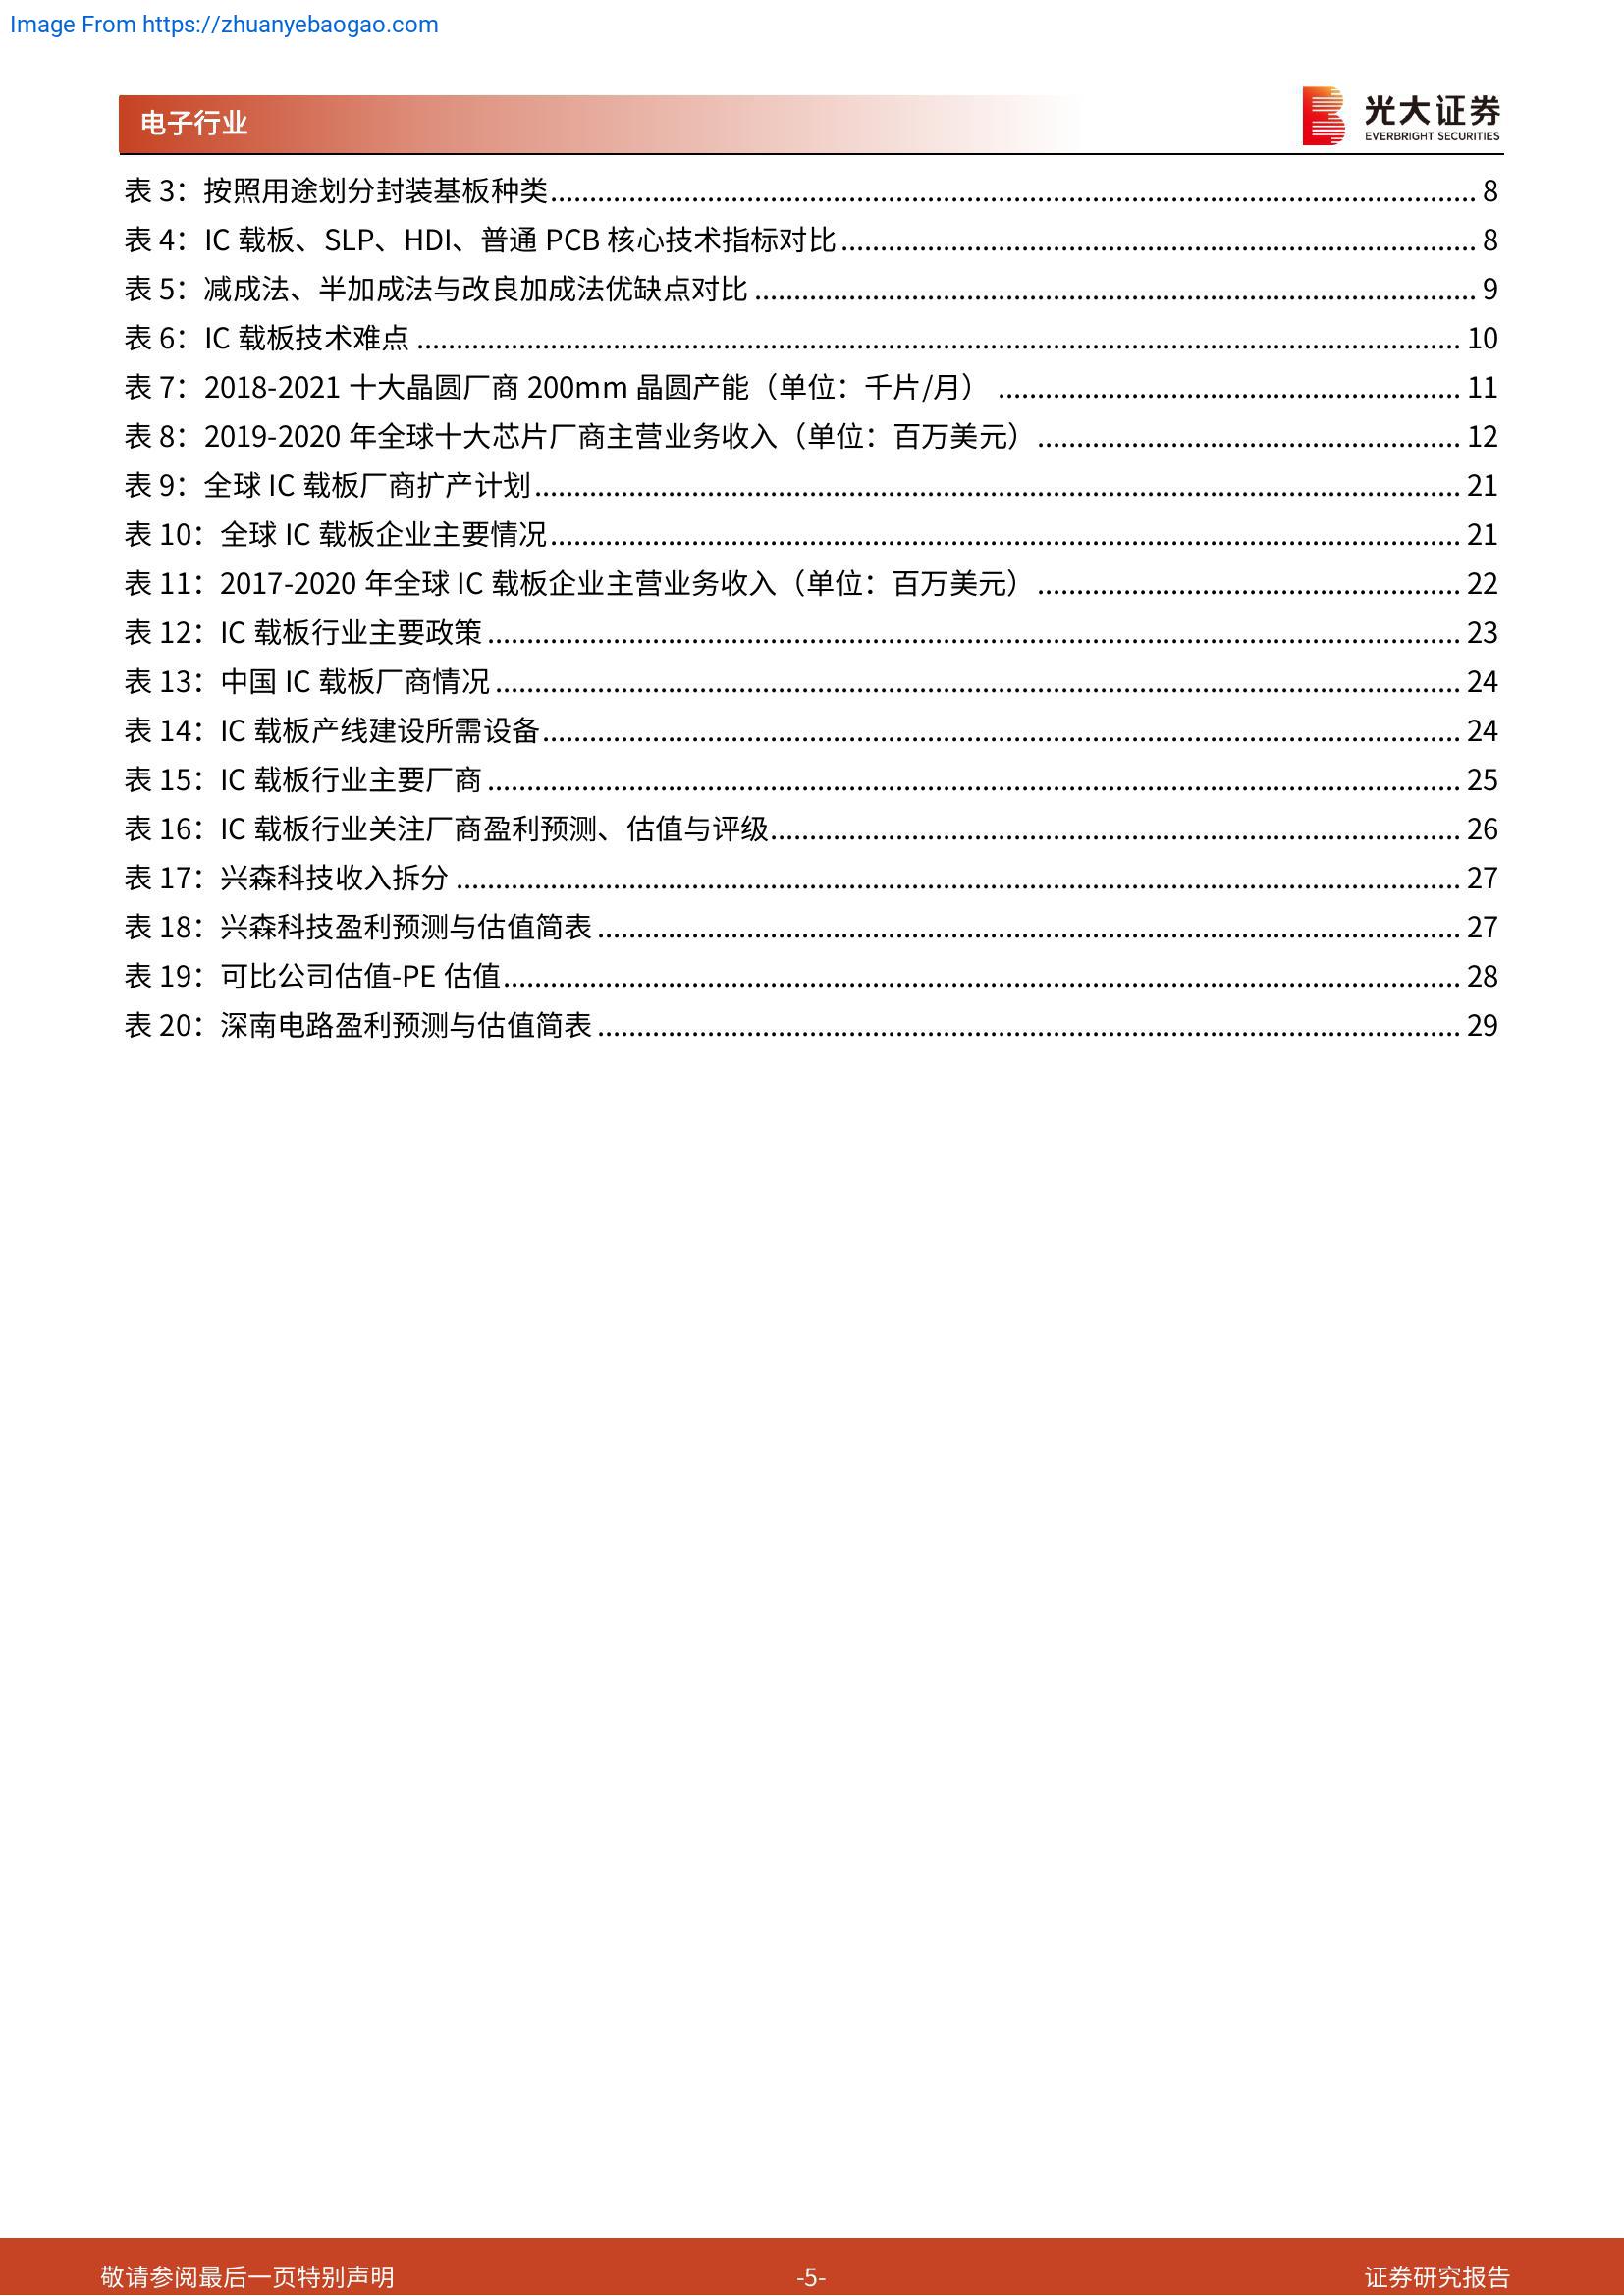 Image From https://zhuanyebaogao.com
电子行业
光大证券
EVERBRIGHT SECURITIES
表 3：按照用途划分封装基板种类........................ 8
表 4：IC 载板、SLP、HDI、普通 PCB 核心技术指标对比........................ 8
表 5：减成法、半加成法与改良加成法优缺点对比........................ 9
表 6：IC 载板技术难点........................ 10
表 7：2018-2021 十大晶圆厂商 200mm 晶圆产能（单位：千片/月）........................ 11
表 8：2019-2020 年全球十大芯片厂商主营业务收入（单位：百万美元）........................ 12
表 9：全球 IC 载板厂商扩产计划........................ 21
表 10：全球 IC 载板企业主要情况........................ 21
表 11：2017-2020 年全球 IC 载板企业主营业务收入（单位：百万美元）........................ 22
表 12：IC 载板行业主要政策........................ 23
表 13：中国 IC 载板厂商情况........................ 24
表 14：IC 载板产线建设所需设备........................ 24
表 15：IC 载板行业主要厂商........................ 25
表 16：IC 载板行业关注厂商盈利预测、估值与评级........................ 26
表 17：兴森科技收入拆分........................ 27
表 18：兴森科技盈利预测与估值简表........................ 27
表 19：可比公司估值-PE 估值........................ 28
表 20：深南电路盈利预测与估值简表........................ 29
敬请参阅最后一页特别声明
-5-
证券研究报告